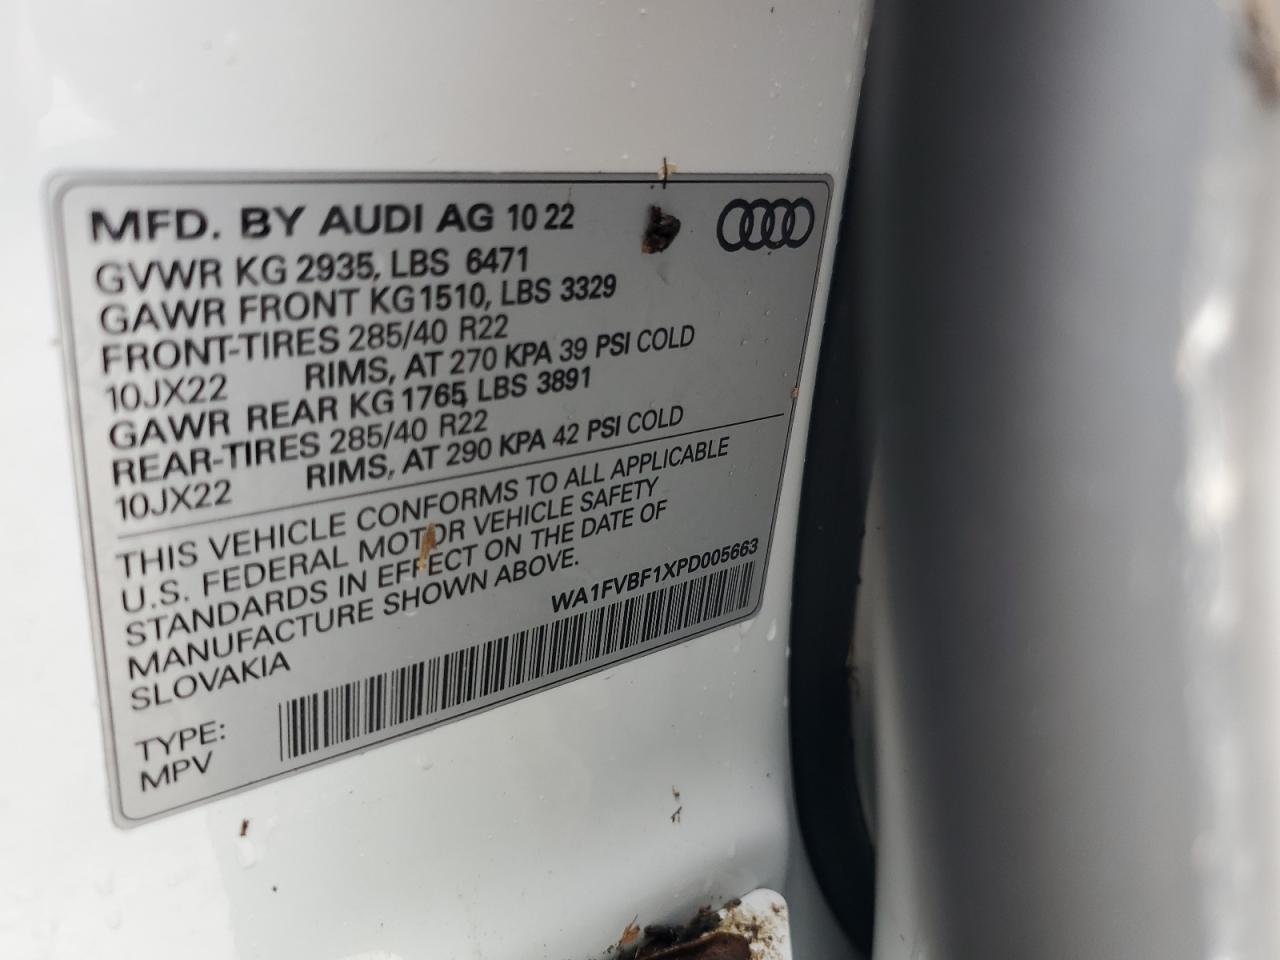 MFD. BY AUDI AG 10 22
GVWR KG 2935, LBS 6471
GAWR FRONT KG 1510, LBS 3329
FRONT-TIRES 285/40 R22
10JX22 RIMS, AT 270 KPA 39 PSI COLD
GAWR REAR KG 1765, LBS 3891
REAR-TIRES 285/40 R22
10JX22 RIMS, AT 290 KPA 42 PSI COLD
THIS VEHICLE CONFORMS TO ALL APPLICABLE
U.S. FEDERAL MOTOR VEHICLE SAFETY
STANDARDS IN EFFECT ON THE DATE OF
MANUFACTURE SHOWN ABOVE.
SLOVAKIA
WA1FVBF1XPD005663
TYPE:
MPV